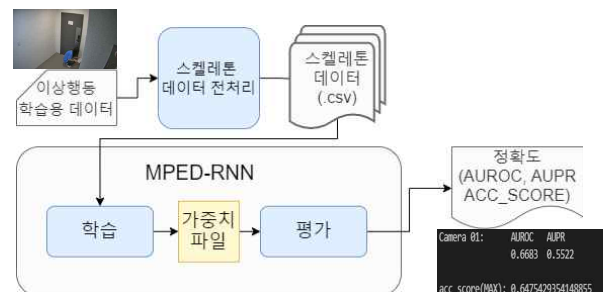 이상행동
학습용 데이터
스켈레톤
데이터 전처리
스켈레톤
데이터
(.csv)
MPED-RNN
학습
가중치
파일
평가
정확도
(AUROC, AUPR
ACC_SCORE)
Camera 01: AUROC AUPR
0.6683 0.5522
acc_score(MAX): 0.6475429354148855